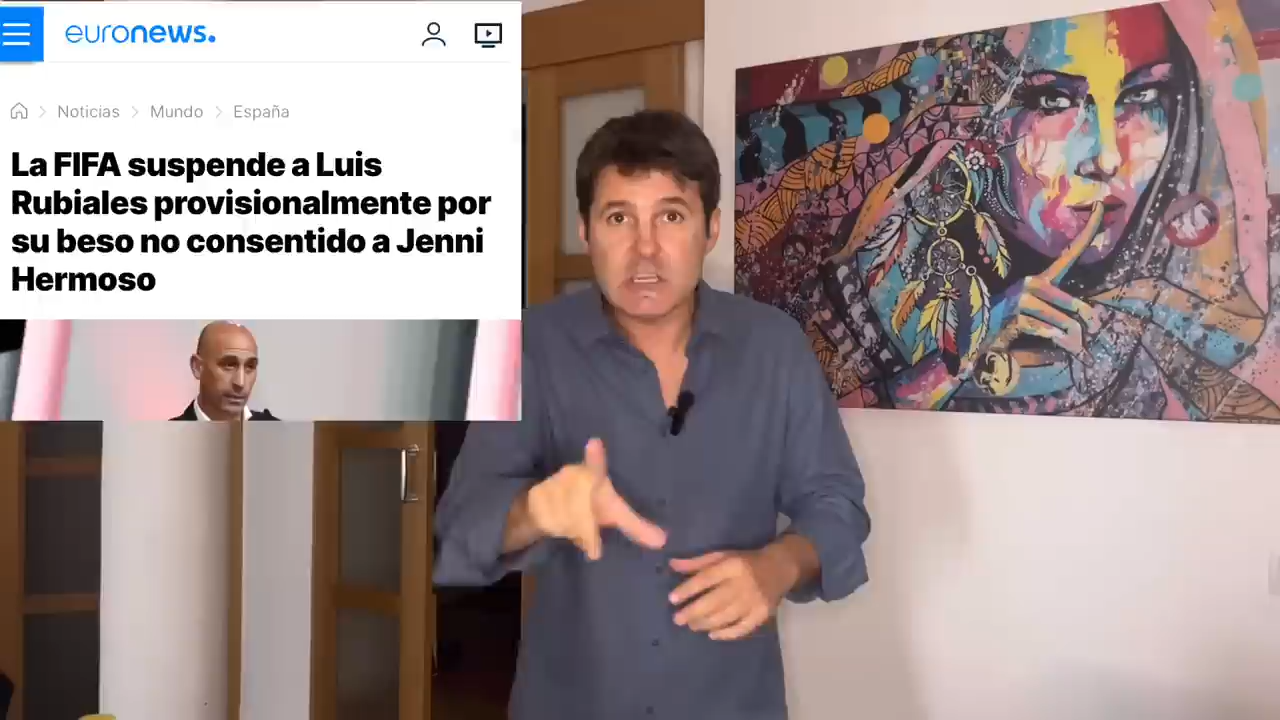 euronews.
Noticias
Mundo
España
La FIFA suspende a Luis
Rubiales provisionalmente por
su beso no consentido a Jenni
Hermoso